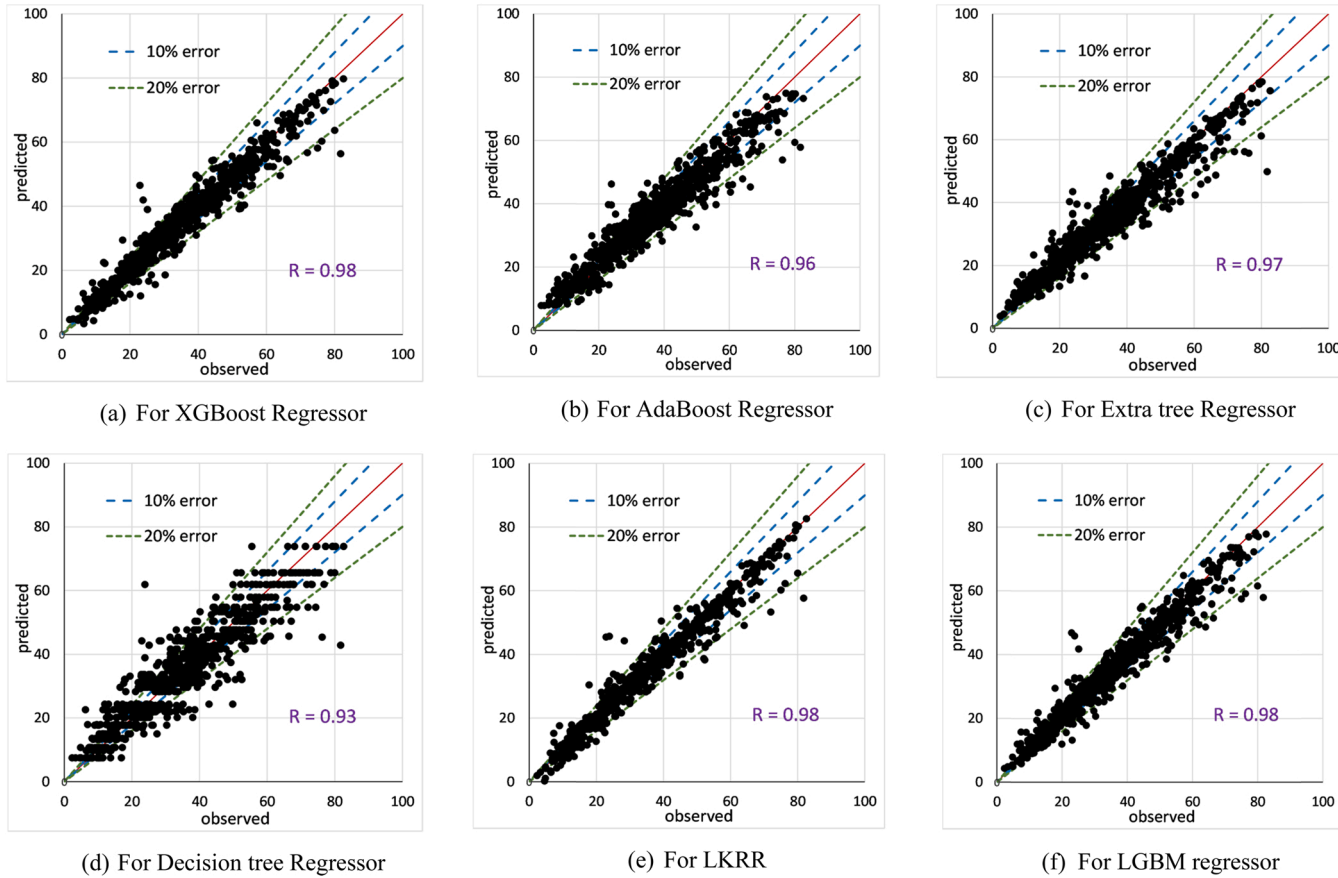 100
80
60
40
20
0
predicted
10% error
20% error
R = 0.98
0 20 40 60 80 100
observed
(a) For XGBoost Regressor
100
80
60
40
20
0
predicted
10% error
20% error
R = 0.96
0 20 40 60 80 100
observed
(b) For AdaBoost Regressor
100
80
60
40
20
0
predicted
10% error
20% error
R = 0.97
0 20 40 60 80 100
observed
(c) For Extra tree Regressor
100
80
60
40
20
0
predicted
10% error
20% error
R = 0.93
0 20 40 60 80 100
observed
(d) For Decision tree Regressor
100
80
60
40
20
0
predicted
10% error
20% error
R = 0.98
0 20 40 60 80 100
observed
(e) For LKRR
100
80
60
40
20
0
predicted
10% error
20% error
R = 0.98
0 20 40 60 80 100
observed
(f) For LGBM regressor